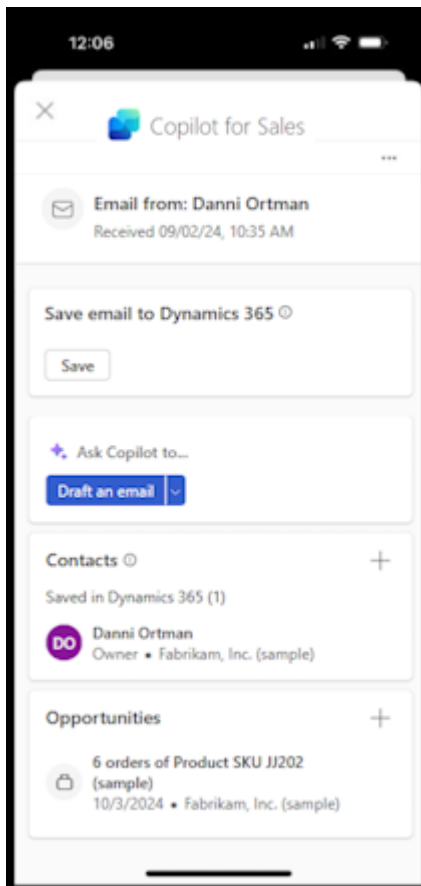 12:06
Copilot for Sales
...
Email from: Danni Ortman
Received 09/02/24, 10:35 AM
Save email to Dynamics 365
Save
Ask Copilot to...
Draft an email
Contacts
Saved in Dynamics 365 (1)
DO
Danni Ortman
Owner • Fabrikam, Inc. (sample)
Opportunities
6 orders of Product SKU JJ202
(sample)
10/3/2024 • Fabrikam, Inc. (sample)